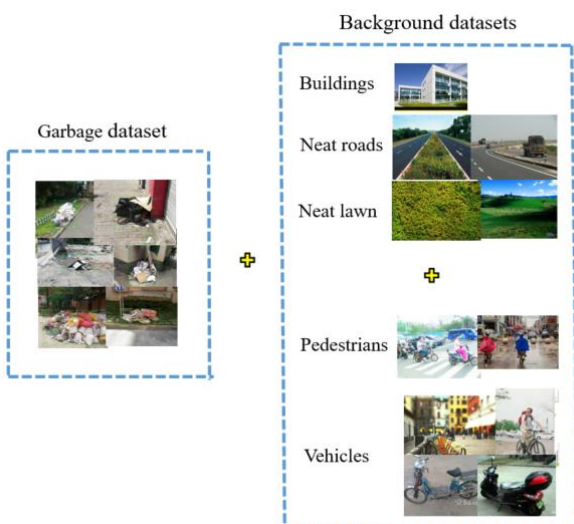 Background datasets
Buildings
Garbage dataset
Neat roads
Neat lawn
Pedestrians
Vehicles